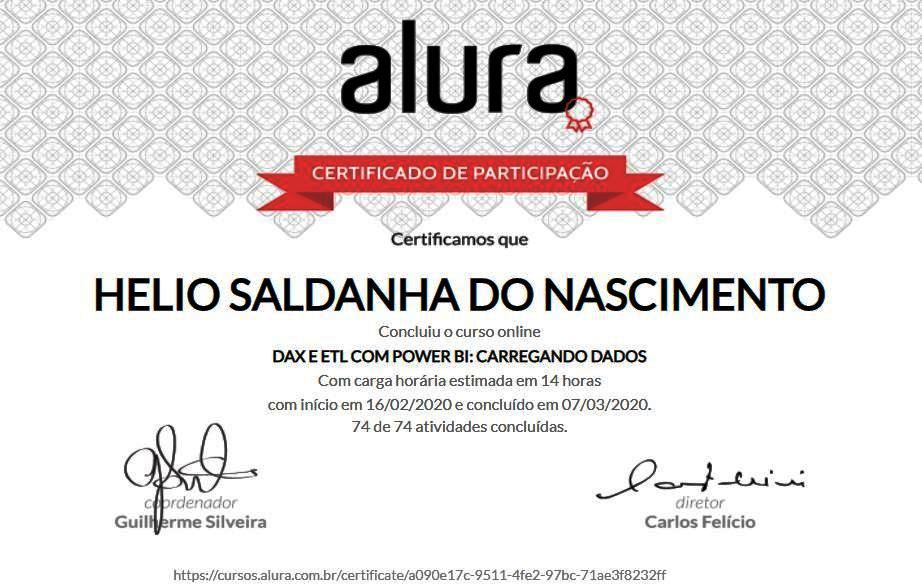 alura
CERTIFICADO DE PARTICIPAÇÃO
Certificamos que
HELIO SALDANHA DO NASCIMENTO
Concluiu o curso online
DAX E ETL COM POWER BI: CARREGANDO DADOS
Com carga horária estimada em 14 horas
com início em 16/02/2020 e concluído em 07/03/2020.
74 de 74 atividades concluídas.
coordenador
Guilherme Silveira
diretor
Carlos Felício
https://cursos.alura.com.br/certificate/a090e17c-9511-4fe2-97bc-71ae3f8232ff